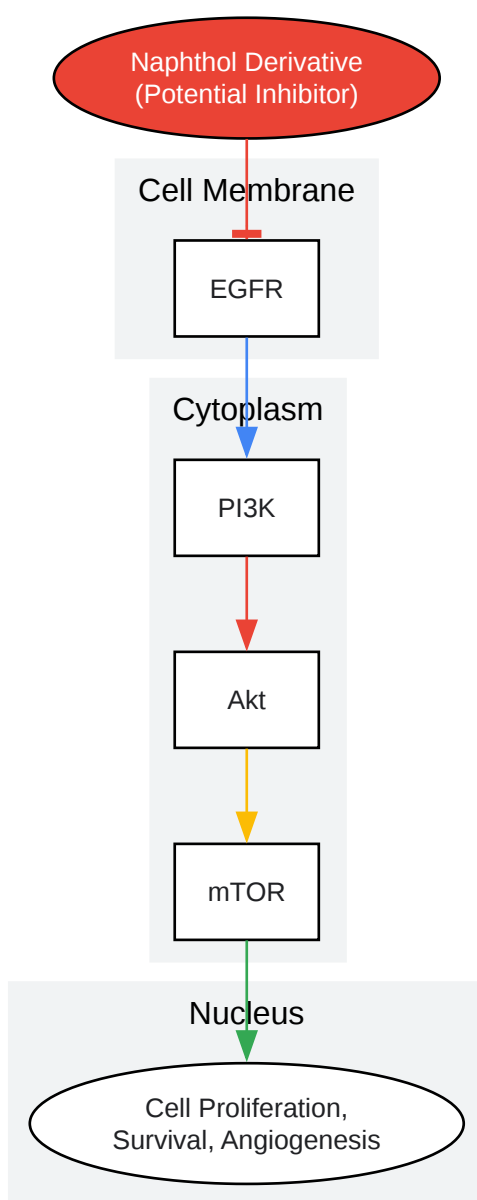 Naphthol Derivative
(Potential Inhibitor)
Cell Membrane
EGFR
Cytoplasm
PI3K
Akt
mTOR
Nucleus
Cell Proliferation,
Survival, Angiogenesis